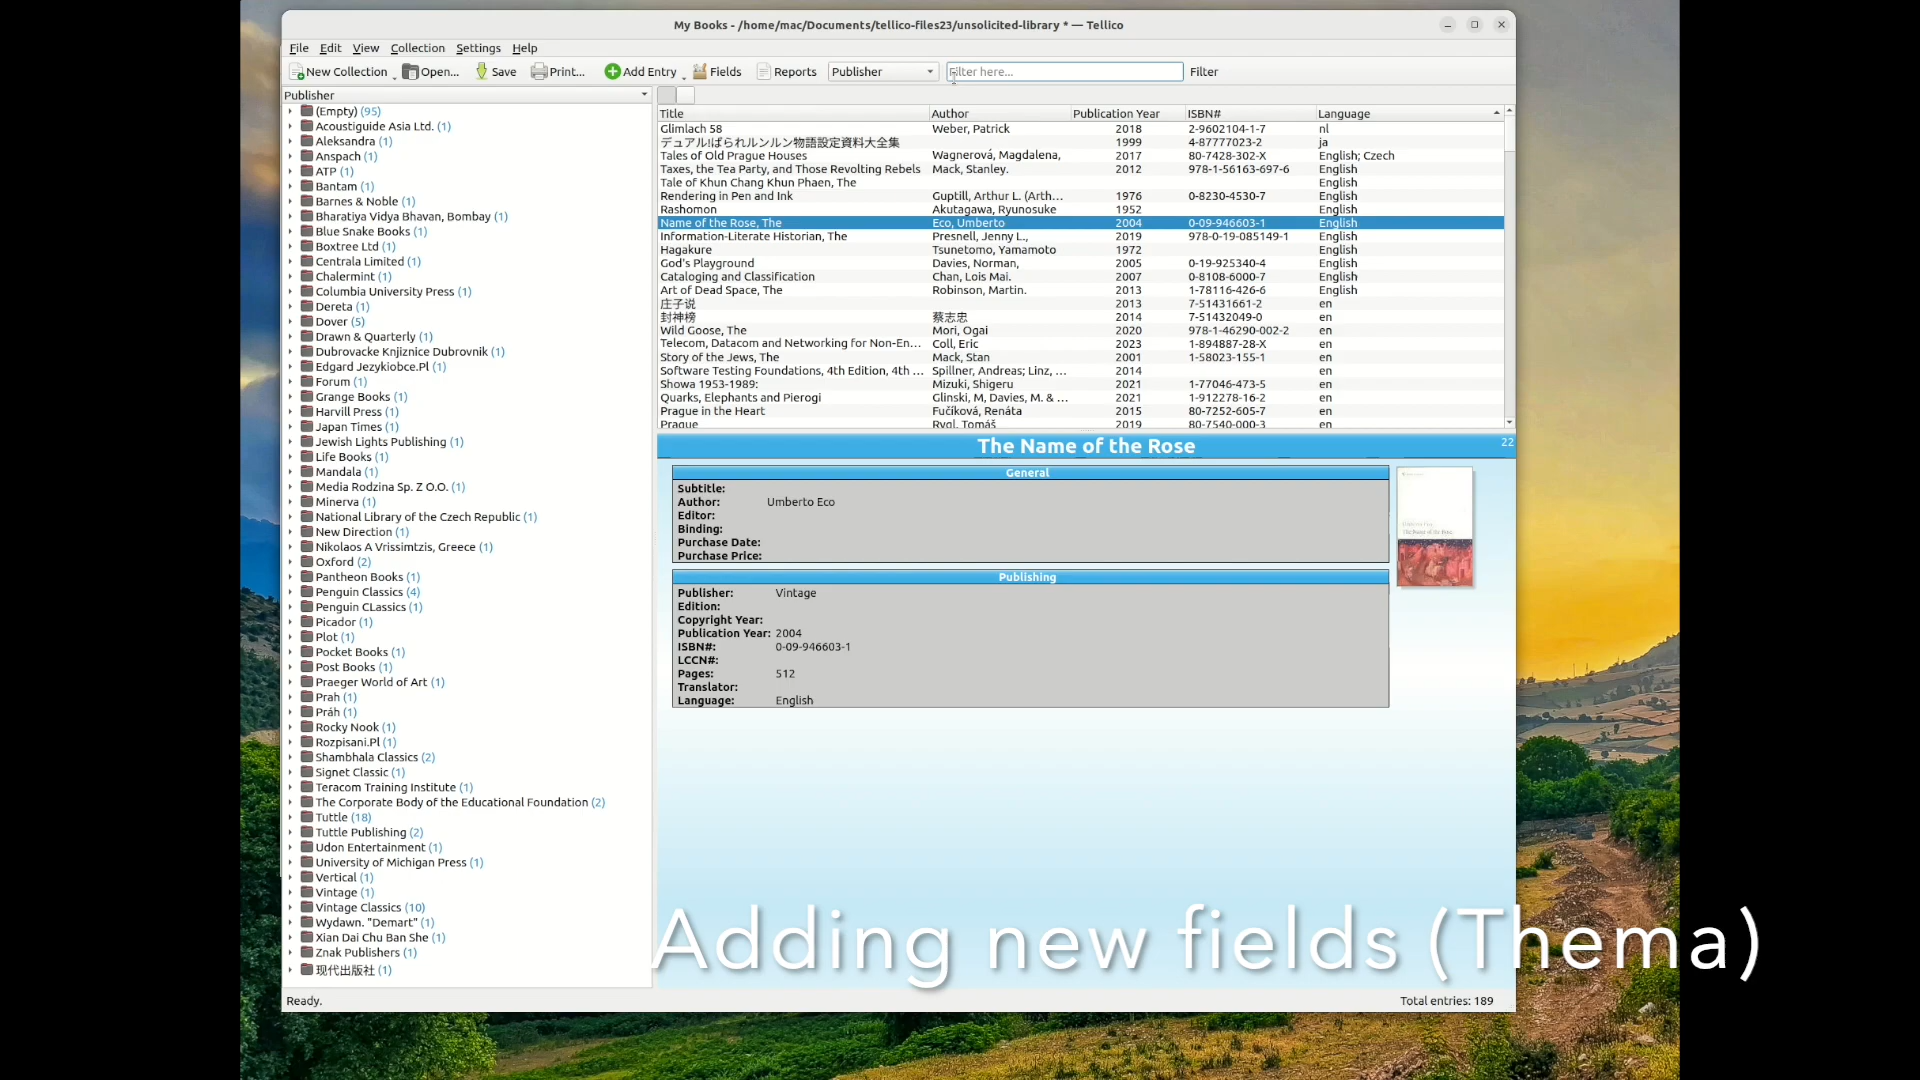 My Books - /home/mac/Documents/tellico-files23/unsolicited-library * — Tellico
File Edit View Collection Settings Help
New Collection Open... Save Print... Add Entry Fields Reports Publisher Filter here... Filter
Publisher
(Empty) (95)
Acoustiguide Asia Ltd. (1)
Aleksandra (1)
Anspach (1)
ATP (1)
Bantam (1)
Barnes & Noble (1)
Bharatiya Vidya Bhavan, Bombay (1)
Blue Snake Books (1)
Boxtree Ltd (1)
Centrala Limited (1)
Chalermint (1)
Columbia University Press (1)
Dereta (1)
Dover (5)
Drawn & Quarterly (1)
Dubrovacke Knjiznice Dubrovnik (1)
Edgard Jezykiobce.Pl (1)
Forum (1)
Grange Books (1)
Harvill Press (1)
Japan Times (1)
Jewish Lights Publishing (1)
Life Books (1)
Mandala (1)
Media Rodzina Sp. Z O.O. (1)
Minerva (1)
National Library of the Czech Republic (1)
New Direction (1)
Nikolaos A Vrissimtzis, Greece (1)
Oxford (2)
Pantheon Books (1)
Penguin Classics (4)
Penguin CLassics (1)
Picador (1)
Plot (1)
Pocket Books (1)
Post Books (1)
Praeger World of Art (1)
Prah (1)
Práh (1)
Rocky Nook (1)
Rozpisani.Pl (1)
Shambhala Classics (2)
Signet Classic (1)
Teracom Training Institute (1)
The Corporate Body of the Educational Foundation (2)
Tuttle (18)
Tuttle Publishing (2)
Udon Entertainment (1)
University of Michigan Press (1)
Vertical (1)
Vintage (1)
Vintage Classics (10)
Wydawn. "Demart" (1)
Xian Dai Chu Ban She (1)
Znak Publishers (1)
现代出版社 (1)
Title Author Publication Year ISBN# Language
Glimlach 58 Weber, Patrick 2018 2-9602104-1-7 nl
デュアル!ぱられルンルン物語設定資料大全集 1999 4-87777023-2 ja
Tales of Old Prague Houses Wagnerová, Magdalena, 2017 80-7428-302-X English; Czech
Taxes, the Tea Party, and Those Revolting Rebels Mack, Stanley. 2012 978-1-56163-697-6 English
Tale of Khun Chang Khun Phaen, The English
Rendering in Pen and Ink Guptill, Arthur L. (Arth... 1976 0-8230-4530-7 English
Rashomon Akutagawa, Ryunosuke 1952 English
Name of the Rose, The Eco, Umberto 2004 0-09-946603-1 English
Information-Literate Historian, The Presnell, Jenny L., 2019 978-0-19-085149-1 English
Hagakure Tsunetomo, Yamamoto 1972 English
God's Playground Davies, Norman, 2005 0-19-925340-4 English
Cataloging and Classification Chan, Lois Mai. 2007 0-8108-6000-7 English
Art of Dead Space, The Robinson, Martin. 2013 1-78116-426-6 English
庄子说 2013 7-51431661-2 en
封神榜 蔡志忠 2014 7-51432049-0 en
Wild Goose, The Mori, Ogai 2020 978-1-46290-002-2 en
Telecom, Datacom and Networking for Non-En... Coll, Eric 2023 1-894887-28-X en
Story of the Jews, The Mack, Stan 2001 1-58023-155-1 en
Software Testing Foundations, 4th Edition, 4th ... Spillner, Andreas; Linz, ... 2014 en
Showa 1953-1989: Mizuki, Shigeru 2021 1-77046-473-5 en
Quarks, Elephants and Pierogi Glinski, M, Davies, M. & ... 2021 1-912278-16-2 en
Prague in the Heart Fučíková, Renáta 2015 80-7252-605-7 en
Prague Rygl, Tomáš 2019 80-7540-000-3 en
The Name of the Rose 22
General
Subtitle:
Author: Umberto Eco
Editor:
Binding:
Purchase Date:
Purchase Price:
Publishing
Publisher: Vintage
Edition:
Copyright Year:
Publication Year: 2004
ISBN#: 0-09-946603-1
LCCN#:
Pages: 512
Translator:
Language: English
Umberto Eco
The Name of the Rose
Adding new fields (Thema)
Ready. Total entries: 189